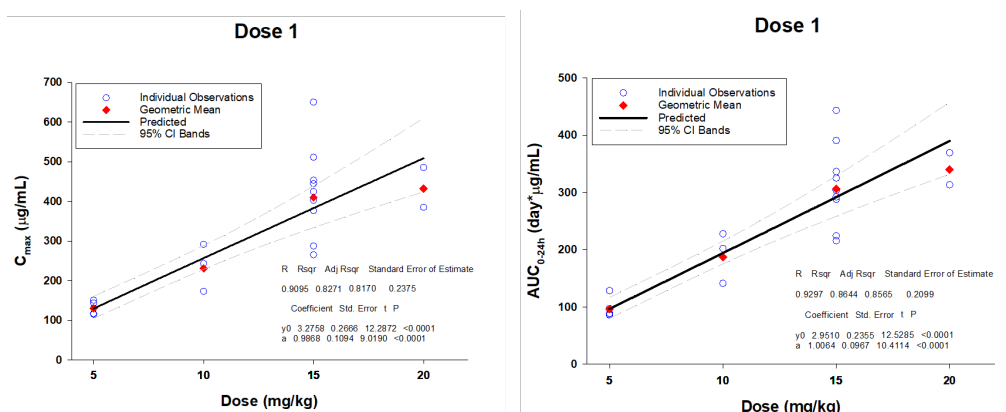 Dose 1
700
600
500
400
300
200
100
0
C max (µg/mL)
Individual Observations
Geometric Mean
Predicted
95% CI Bands
R Rsqr Adj Rsqr Standard Error of Estimate
0.9095 0.8271 0.8170 0.2375
Coefficient Std. Error t P
y0 3.2758 0.2666 12.2872 <0.0001
a 0.9868 0.1094 9.0190 <0.0001
5 10 15 20
Dose (mg/kg)
Dose 1
500
400
300
200
100
0
AUC 0-24h (day*µg/mL)
Individual Observations
Geometric Mean
Predicted
95% CI Bands
R Rsqr Adj Rsqr Standard Error of Estimate
0.9297 0.8644 0.8565 0.2099
Coefficient Std. Error t P
y0 2.9510 0.2355 12.5285 <0.0001
a 1.0064 0.0967 10.4114 <0.0001
5 10 15 20
Dose (mg/kg)